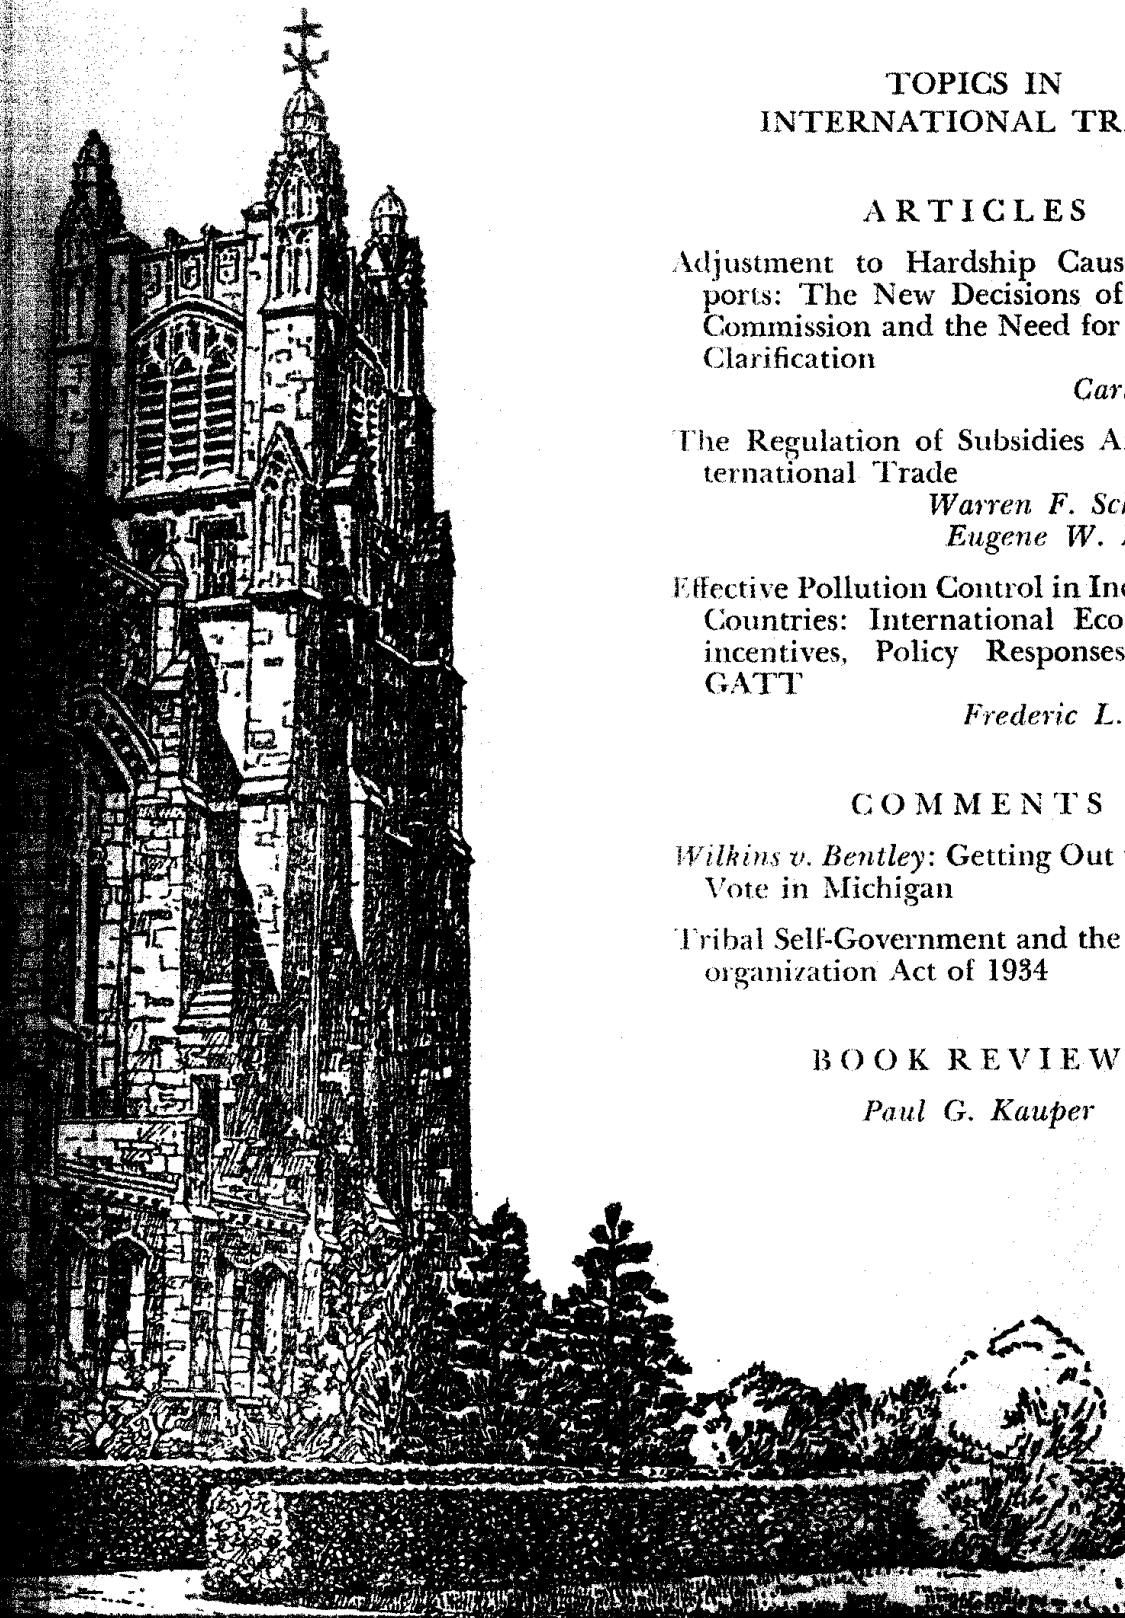 TOPICS IN
INTERNATIONAL TR
ARTICLES
Adjustment to Hardship Caus
ports: The New Decisions of
Commission and the Need for
Clarification
Car
The Regulation of Subsidies A
ternational Trade
Warren F. Sc
Eugene W.
Effective Pollution Control in In
Countries: International Eco
incentives, Policy Responses
GATT
Frederic L.
COMMENTS
Wilkins v. Bentley: Getting Out
Vote in Michigan
Tribal Self-Government and the
organization Act of 1934
BOOK REVIEW
Paul G. Kauper